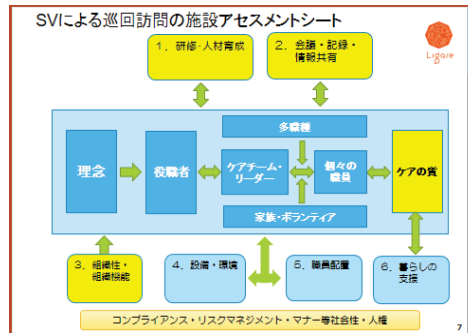 SVによる巡回訪問の施設アセスメントシート
Ligare
1．研修・人材育成
2．会議・記録・
情報共有
多職種
理念
役職者
ケアチーム・
リーダー
個々の
職員
ケアの質
家族・ボランティア
3．組織性・
組織機能
4．設備・環境
5．職員配置
6．暮らしの
支援
コンプライアンス・リスクマネジメント・マナー等社会性・人権
7